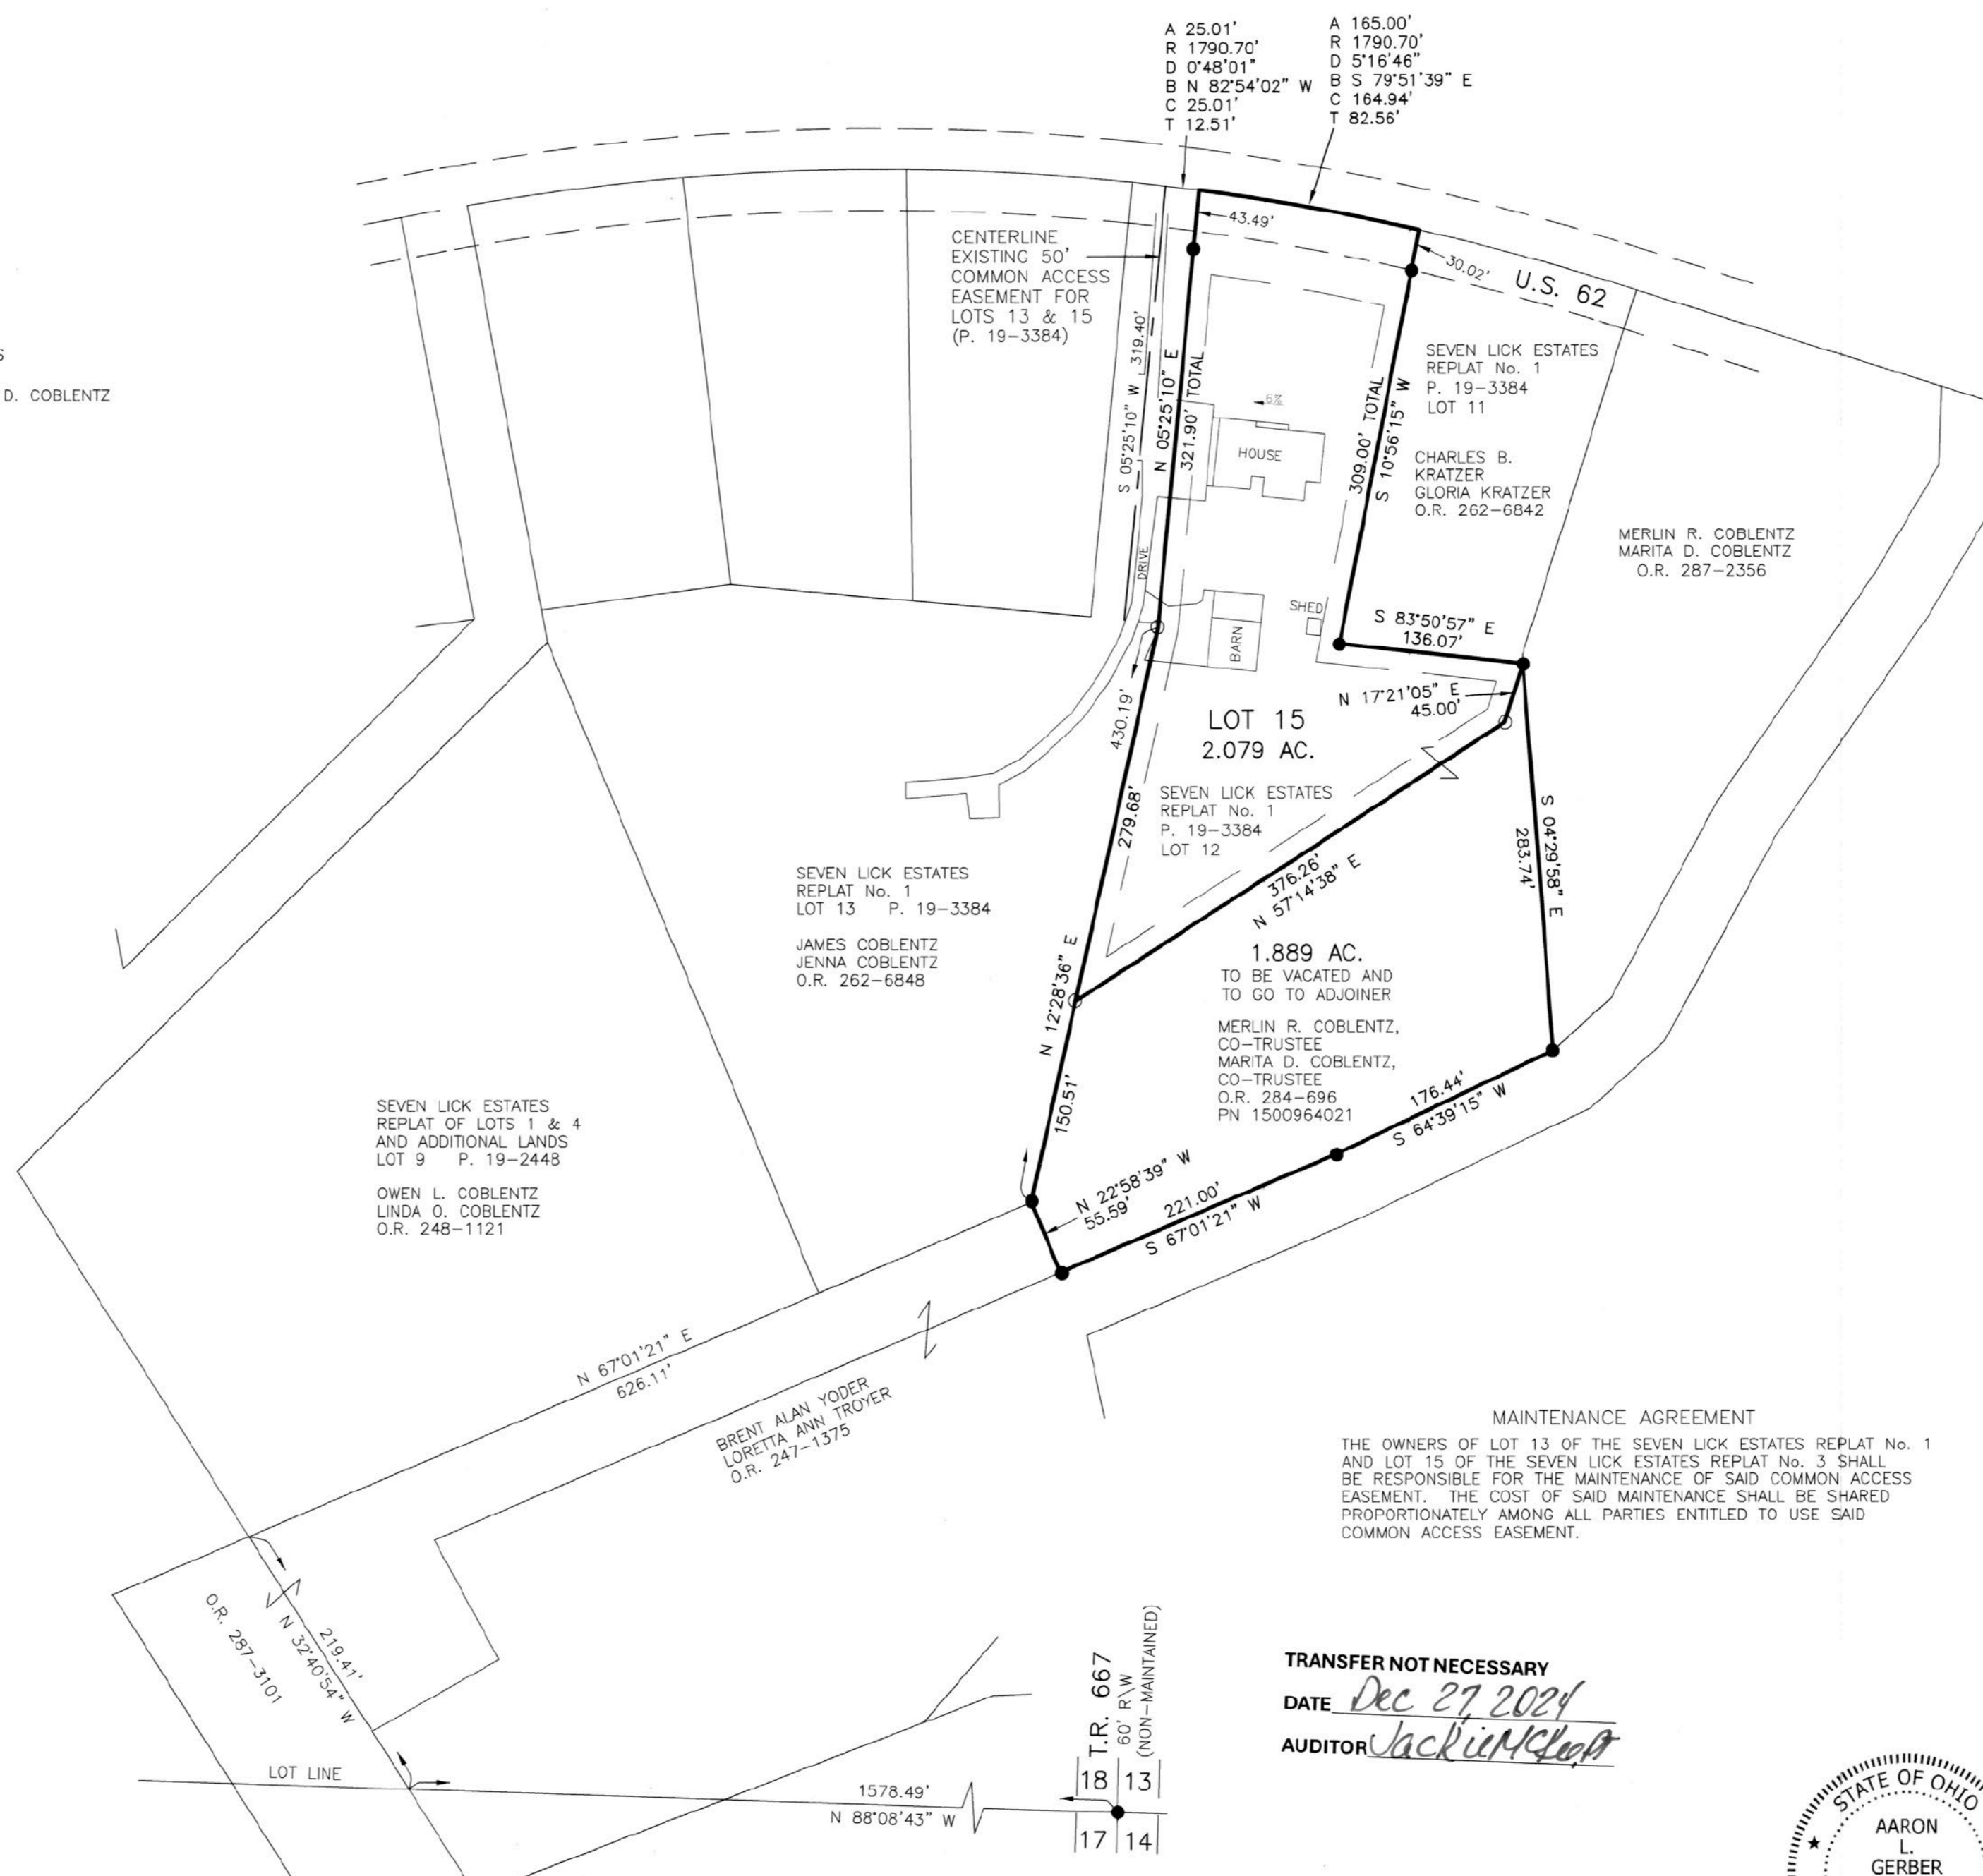 A 25.01'
R 1790.70'
D 0°48'01"
B N 82°54'02" W
C 25.01'
T 12.51'
A 165.00'
R 1790.70'
D 5°16'46"
B S 79°51'39" E
C 164.94'
T 82.56'
43.49'
30.02'
U.S. 62
CENTERLINE
EXISTING 50'
COMMON ACCESS
EASEMENT FOR
LOTS 13 & 15
(P. 19-3384)
S
D. COBLENTZ
S 05°25'10" W 319.40'
N 05°25'10" E
321.90' TOTAL
6%
HOUSE
309.00' TOTAL
S 10°56'15" W
SEVEN LICK ESTATES
REPLAT No. 1
P. 19-3384
LOT 11
CHARLES B.
KRATZER
GLORIA KRATZER
O.R. 262-6842
MERLIN R. COBLENTZ
MARITA D. COBLENTZ
O.R. 287-2356
DRIVE
BARN
SHED
S 83°50'57" E
136.07'
N 17°21'05" E
45.00'
430.19'
LOT 15
2.079 AC.
279.68'
SEVEN LICK ESTATES
REPLAT No. 1
P. 19-3384
LOT 12
S 04°29'58" E
283.74'
376.26'
N 57°14'38" E
SEVEN LICK ESTATES
REPLAT No. 1
LOT 13 P. 19-3384
JAMES COBLENTZ
JENNA COBLENTZ
O.R. 262-6848
N 12°28'36" E
150.51'
1.889 AC.
TO BE VACATED AND
TO GO TO ADJOINER
MERLIN R. COBLENTZ,
CO-TRUSTEE
MARITA D. COBLENTZ,
CO-TRUSTEE
O.R. 284-696
PN 1500964021
176.44'
S 64°39'15" W
N 22°58'39" W
55.59'
221.00'
S 67°01'21" W
SEVEN LICK ESTATES
REPLAT OF LOTS 1 & 4
AND ADDITIONAL LANDS
LOT 9 P. 19-2448
OWEN L. COBLENTZ
LINDA O. COBLENTZ
O.R. 248-1121
N 67°01'21" E
626.11'
BRENT ALAN YODER
LORETTA ANN TROYER
O.R. 247-1375
MAINTENANCE AGREEMENT
THE OWNERS OF LOT 13 OF THE SEVEN LICK ESTATES REPLAT No. 1
AND LOT 15 OF THE SEVEN LICK ESTATES REPLAT No. 3 SHALL
BE RESPONSIBLE FOR THE MAINTENANCE OF SAID COMMON ACCESS
EASEMENT. THE COST OF SAID MAINTENANCE SHALL BE SHARED
PROPORTIONATELY AMONG ALL PARTIES ENTITLED TO USE SAID
COMMON ACCESS EASEMENT.
O.R. 287-3101
219.41'
N 32°40'54" W
LOT LINE
1578.49'
N 88°08'43" W
T.R. 667
60' R\W
(NON-MAINTAINED)
18 13
17 14
TRANSFER NOT NECESSARY
DATE Dec 27, 2024
AUDITOR Jackie
STATE OF OHIO
AARON
L.
GERBER